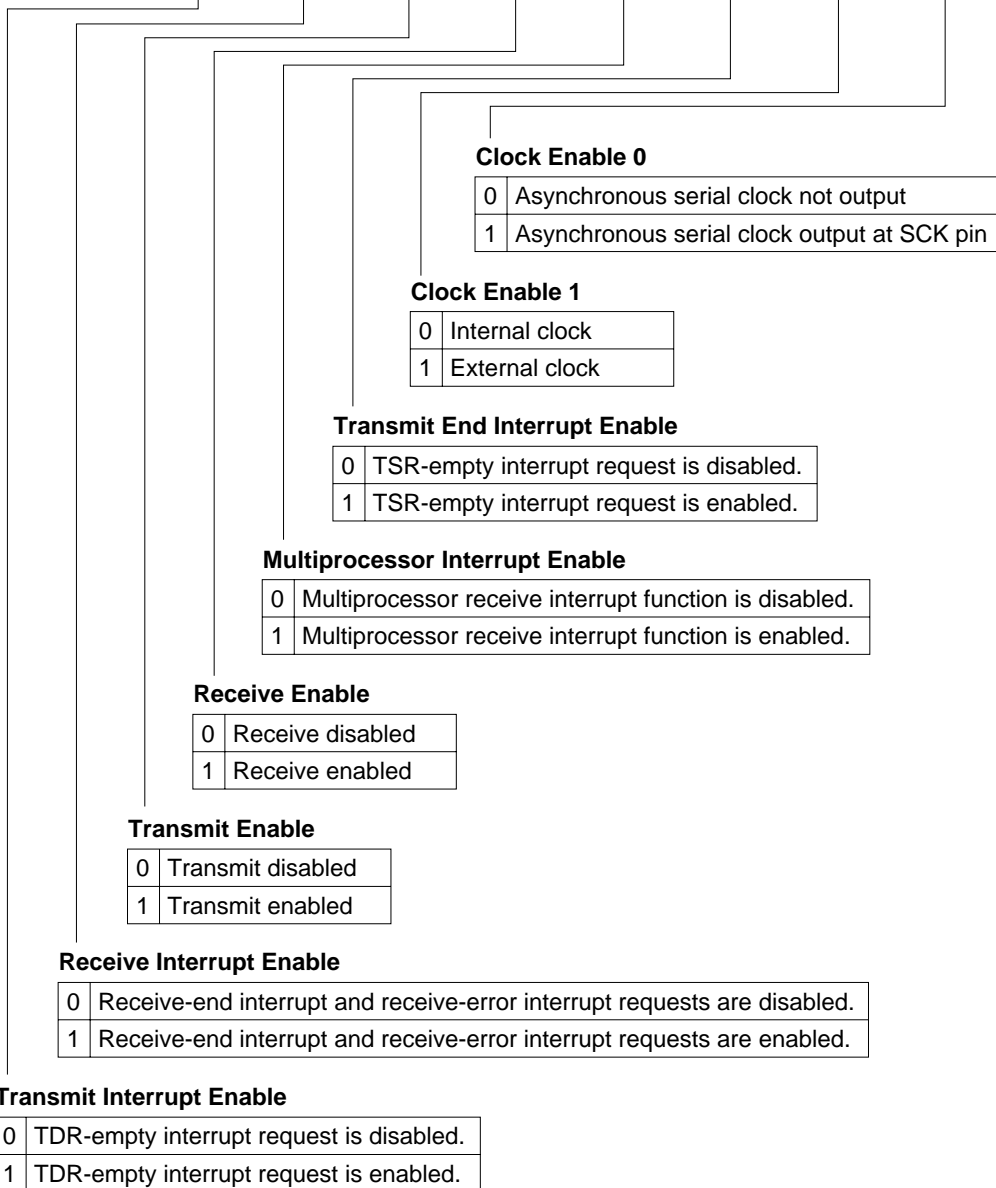 Clock Enable 0
0 Asynchronous serial clock not output
1 Asynchronous serial clock output at SCK pin
Clock Enable 1
0 Internal clock
1 External clock
Transmit End Interrupt Enable
0 TSR-empty interrupt request is disabled.
1 TSR-empty interrupt request is enabled.
Multiprocessor Interrupt Enable
0 Multiprocessor receive interrupt function is disabled.
1 Multiprocessor receive interrupt function is enabled.
Receive Enable
0 Receive disabled
1 Receive enabled
Transmit Enable
0 Transmit disabled
1 Transmit enabled
Receive Interrupt Enable
0 Receive-end interrupt and receive-error interrupt requests are disabled.
1 Receive-end interrupt and receive-error interrupt requests are enabled.
Transmit Interrupt Enable
0 TDR-empty interrupt request is disabled.
1 TDR-empty interrupt request is enabled.